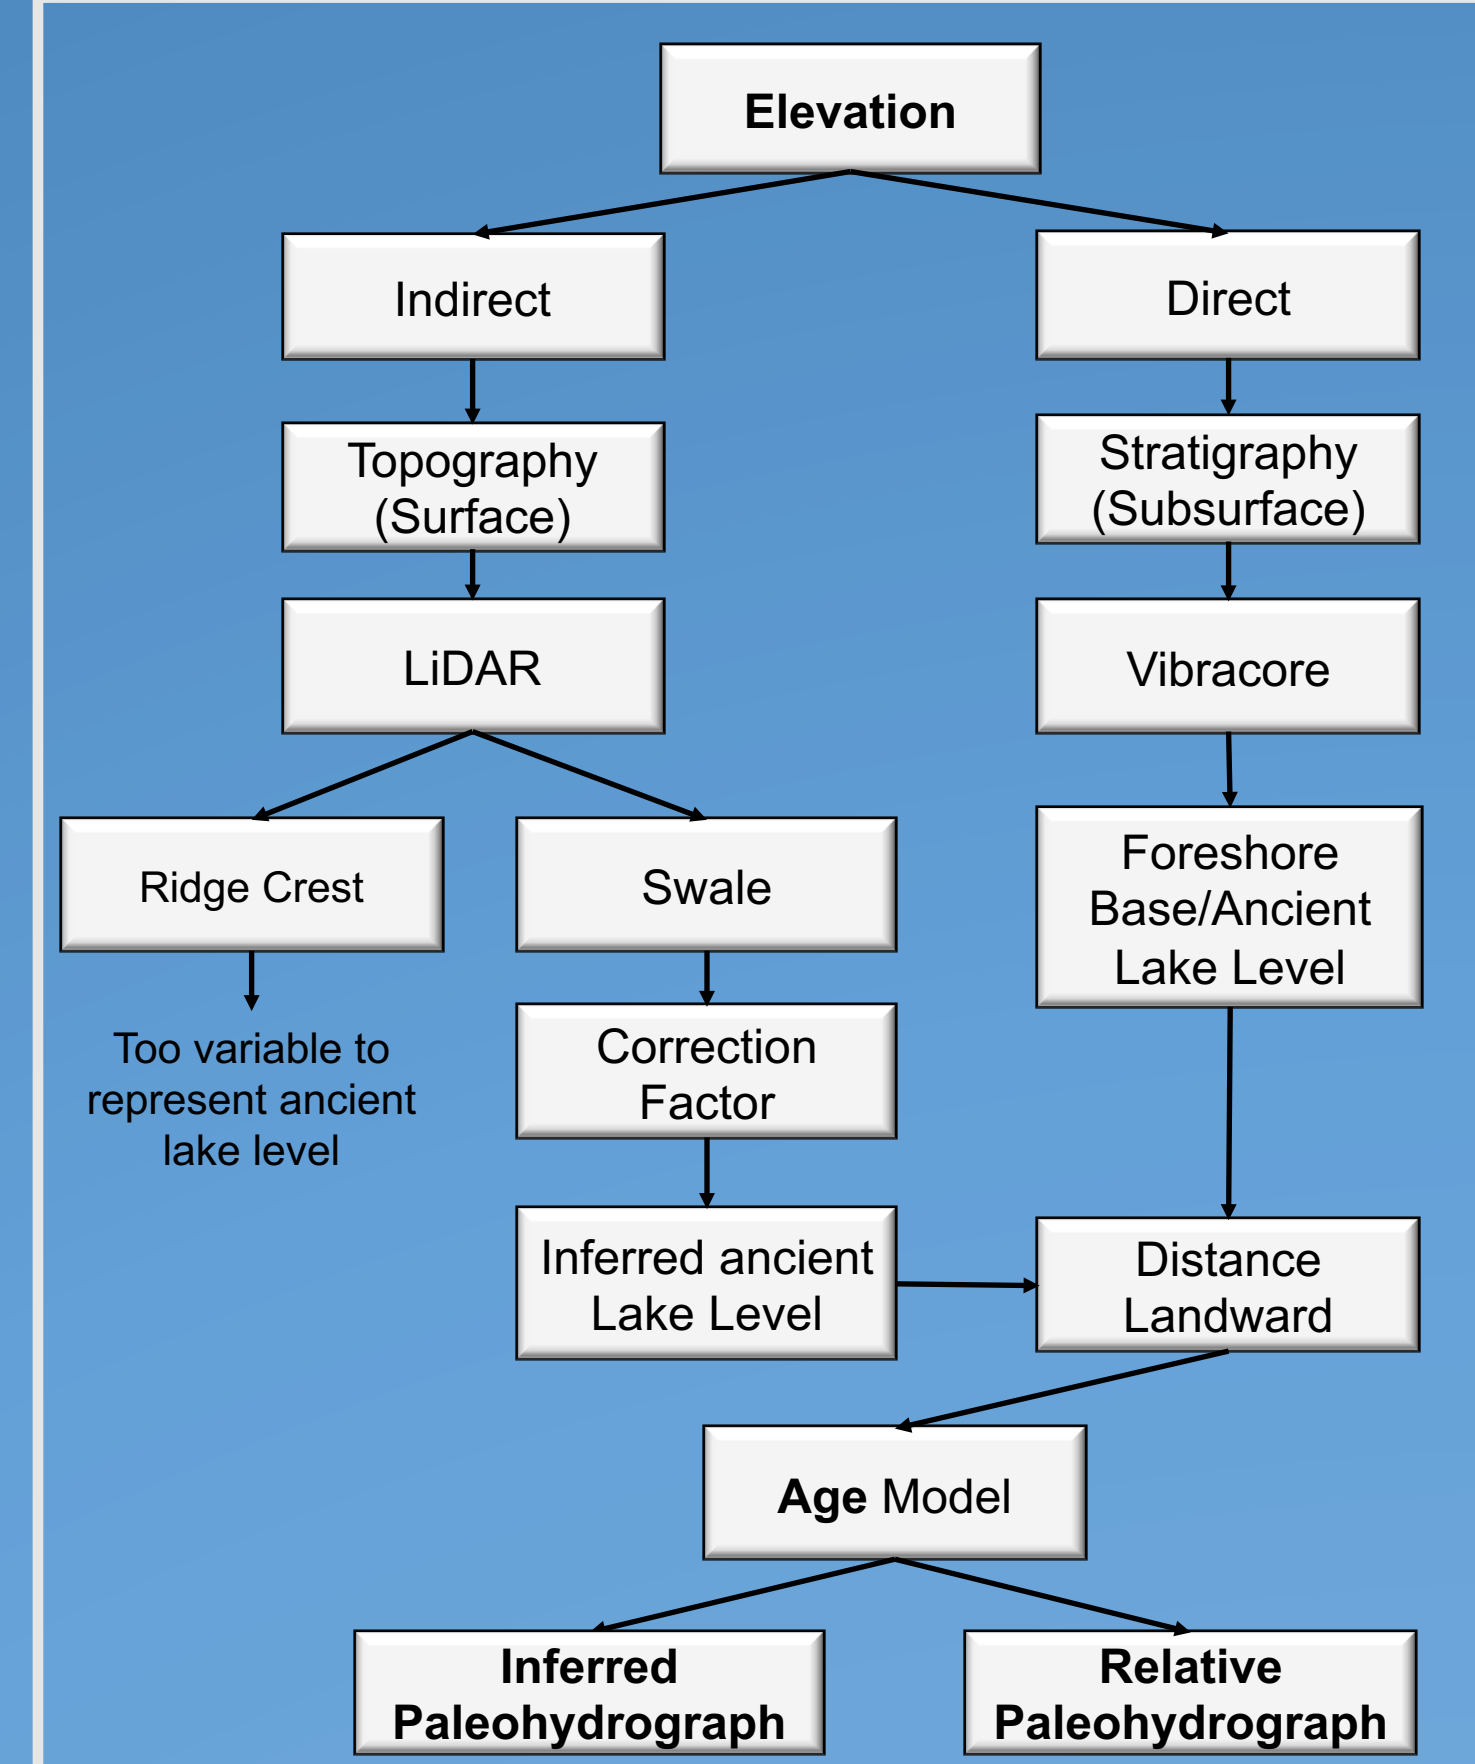 Elevation
Indirect
Direct
Topography
(Surface)
Stratigraphy
(Subsurface)
LiDAR
Vibracore
Ridge Crest
Swale
Foreshore
Base/Ancient
Lake Level
Too variable to
represent ancient
lake level
Correction
Factor
Inferred ancient
Lake Level
Distance
Landward
Age Model
Inferred
Paleohydrograph
Relative
Paleohydrograph